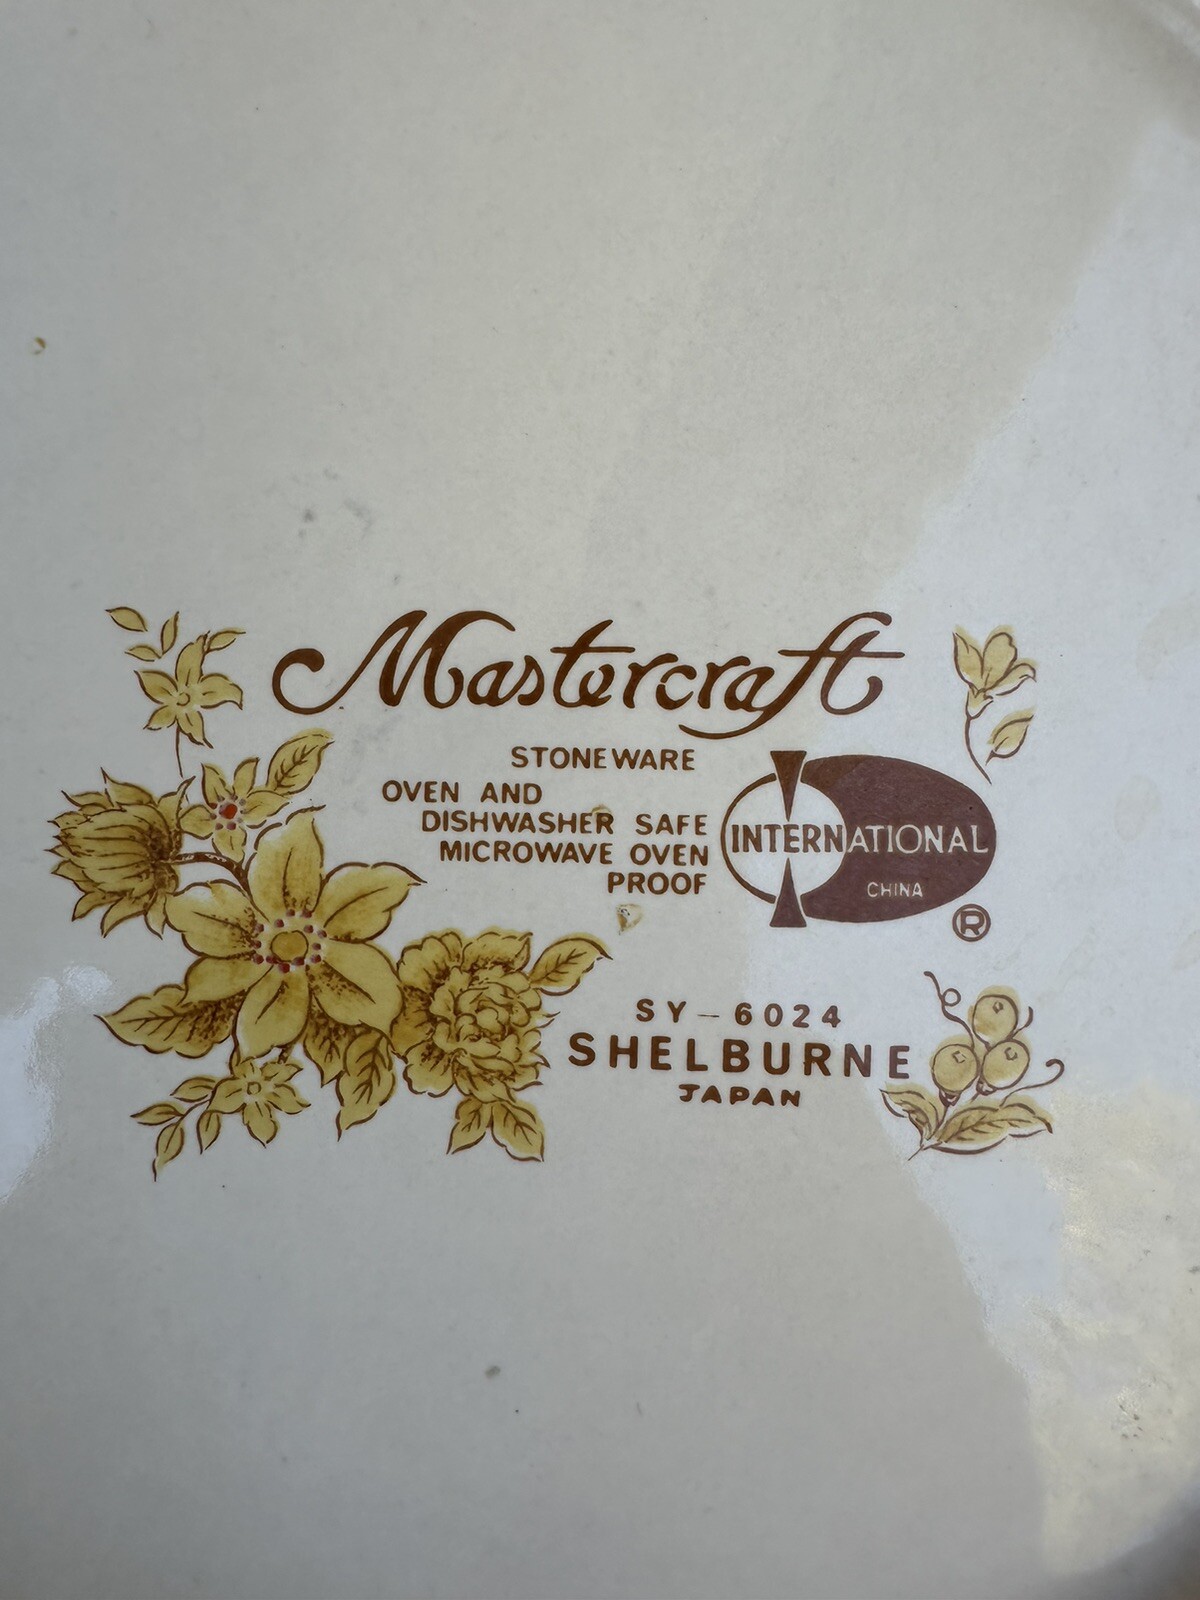 Mastercraft
STONEWARE
OVEN AND
DISHWASHER SAFE
MICROWAVE OVEN
PROOF
INTERNATIONAL
CHINA
®
SY-6024
SHELBURNE
JAPAN